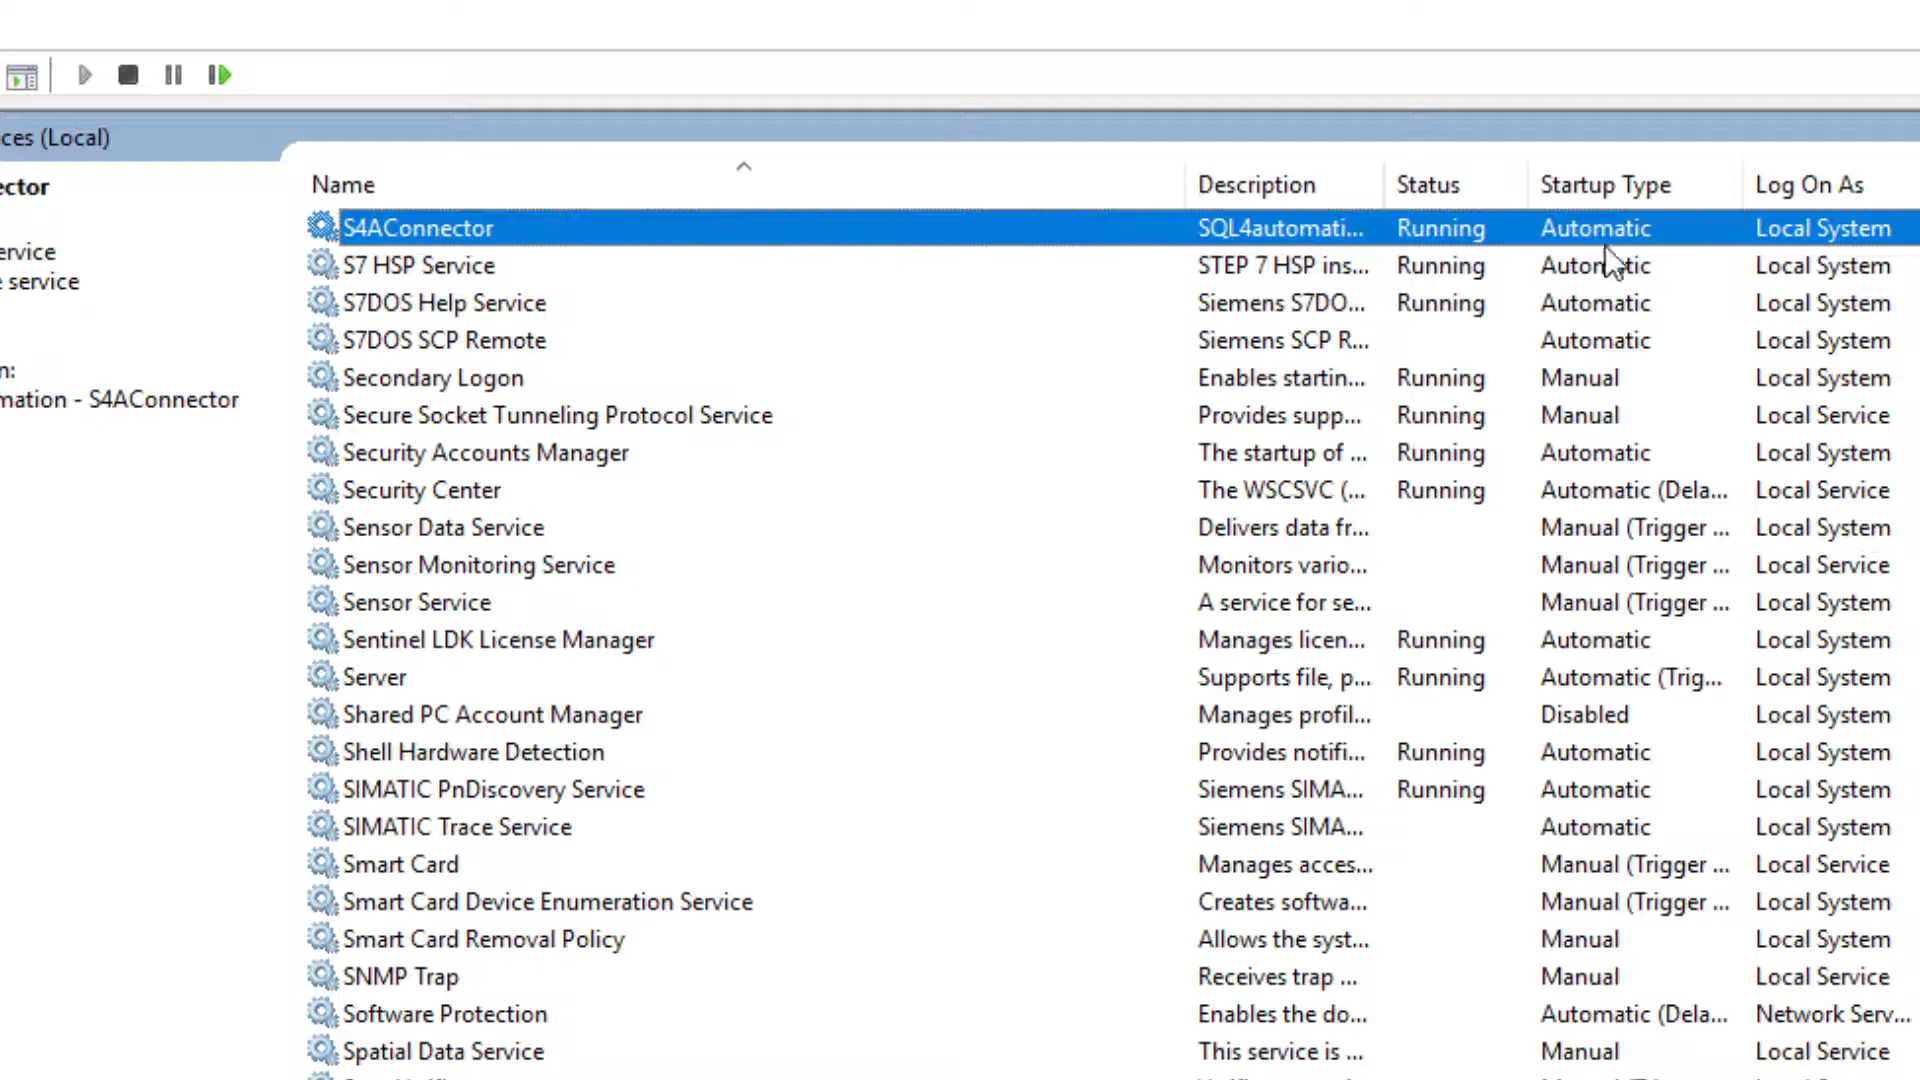 ces (Local)
ector
ervice
e service
n:
mation - S4AConnector
Name Description Status Startup Type Log On As
S4AConnector SQL4automati... Running Automatic Local System
S7 HSP Service STEP 7 HSP ins... Running Automatic Local System
S7DOS Help Service Siemens S7DO... Running Automatic Local System
S7DOS SCP Remote Siemens SCP R... Automatic Local System
Secondary Logon Enables startin... Running Manual Local System
Secure Socket Tunneling Protocol Service Provides supp... Running Manual Local Service
Security Accounts Manager The startup of ... Running Automatic Local System
Security Center The WSCSVC (... Running Automatic (Dela... Local Service
Sensor Data Service Delivers data fr... Manual (Trigger ... Local System
Sensor Monitoring Service Monitors vario... Manual (Trigger ... Local Service
Sensor Service A service for se... Manual (Trigger ... Local System
Sentinel LDK License Manager Manages licen... Running Automatic Local System
Server Supports file, p... Running Automatic (Trig... Local System
Shared PC Account Manager Manages profil... Disabled Local System
Shell Hardware Detection Provides notifi... Running Automatic Local System
SIMATIC PnDiscovery Service Siemens SIMA... Running Automatic Local System
SIMATIC Trace Service Siemens SIMA... Automatic Local System
Smart Card Manages acces... Manual (Trigger ... Local Service
Smart Card Device Enumeration Service Creates softwa... Manual (Trigger ... Local System
Smart Card Removal Policy Allows the syst... Manual Local System
SNMP Trap Receives trap ... Manual Local Service
Software Protection Enables the do... Automatic (Dela... Network Serv...
Spatial Data Service This service is ... Manual Local Service